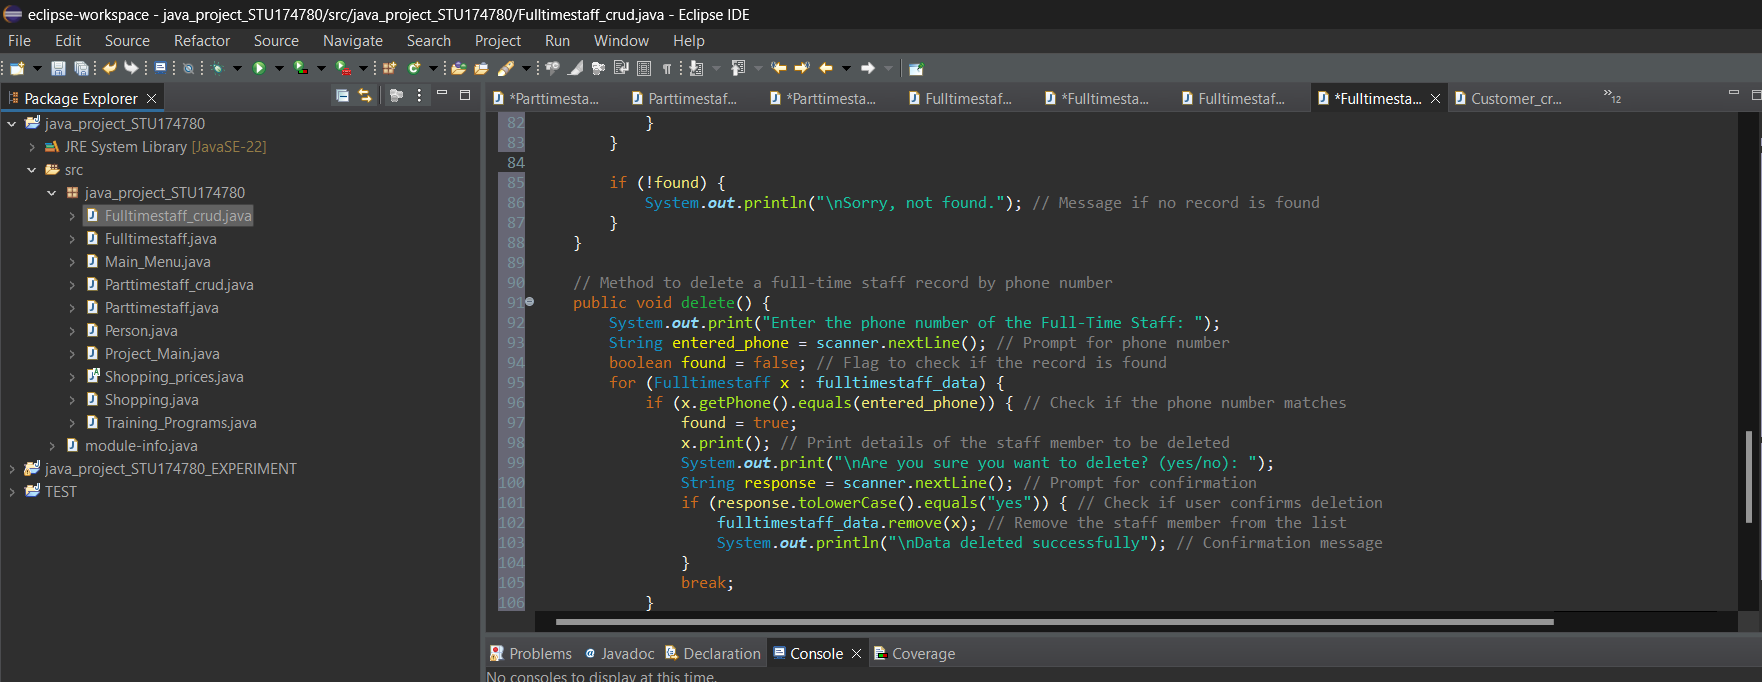 eclipse-workspace - java_project_STU174780/src/java_project_STU174780/Fulltimestaff_crud.java - Eclipse IDE
File Edit Source Refactor Source Navigate Search Project Run Window Help
Package Explorer
java_project_STU174780
JRE System Library [JavaSE-22]
src
java_project_STU174780
Fulltimestaff_crud.java
Fulltimestaff.java
Main_Menu.java
Parttimestaff_crud.java
Parttimestaff.java
Person.java
Project_Main.java
Shopping_prices.java
Shopping.java
Training_Programs.java
module-info.java
java_project_STU174780_EXPERIMENT
TEST
*Parttimesta... Parttimestaf... *Parttimesta... Fulltimestaf... *Fulltimesta... Fulltimestaf... *Fulltimesta... Customer_cr... »12
82 }
83 }
84
85 if (!found) {
86 System.out.println("\nSorry, not found."); // Message if no record is found
87 }
88 }
89
90 // Method to delete a full-time staff record by phone number
91 public void delete() {
92 System.out.print("Enter the phone number of the Full-Time Staff: ");
93 String entered_phone = scanner.nextLine(); // Prompt for phone number
94 boolean found = false; // Flag to check if the record is found
95 for (Fulltimestaff x : fulltimestaff_data) {
96 if (x.getPhone().equals(entered_phone)) { // Check if the phone number matches
97 found = true;
98 x.print(); // Print details of the staff member to be deleted
99 System.out.print("\nAre you sure you want to delete? (yes/no): ");
100 String response = scanner.nextLine(); // Prompt for confirmation
101 if (response.toLowerCase().equals("yes")) { // Check if user confirms deletion
102 fulltimestaff_data.remove(x); // Remove the staff member from the list
103 System.out.println("\nData deleted successfully"); // Confirmation message
104 }
105 break;
106 }
Problems Javadoc Declaration Console Coverage
No consoles to display at this time.